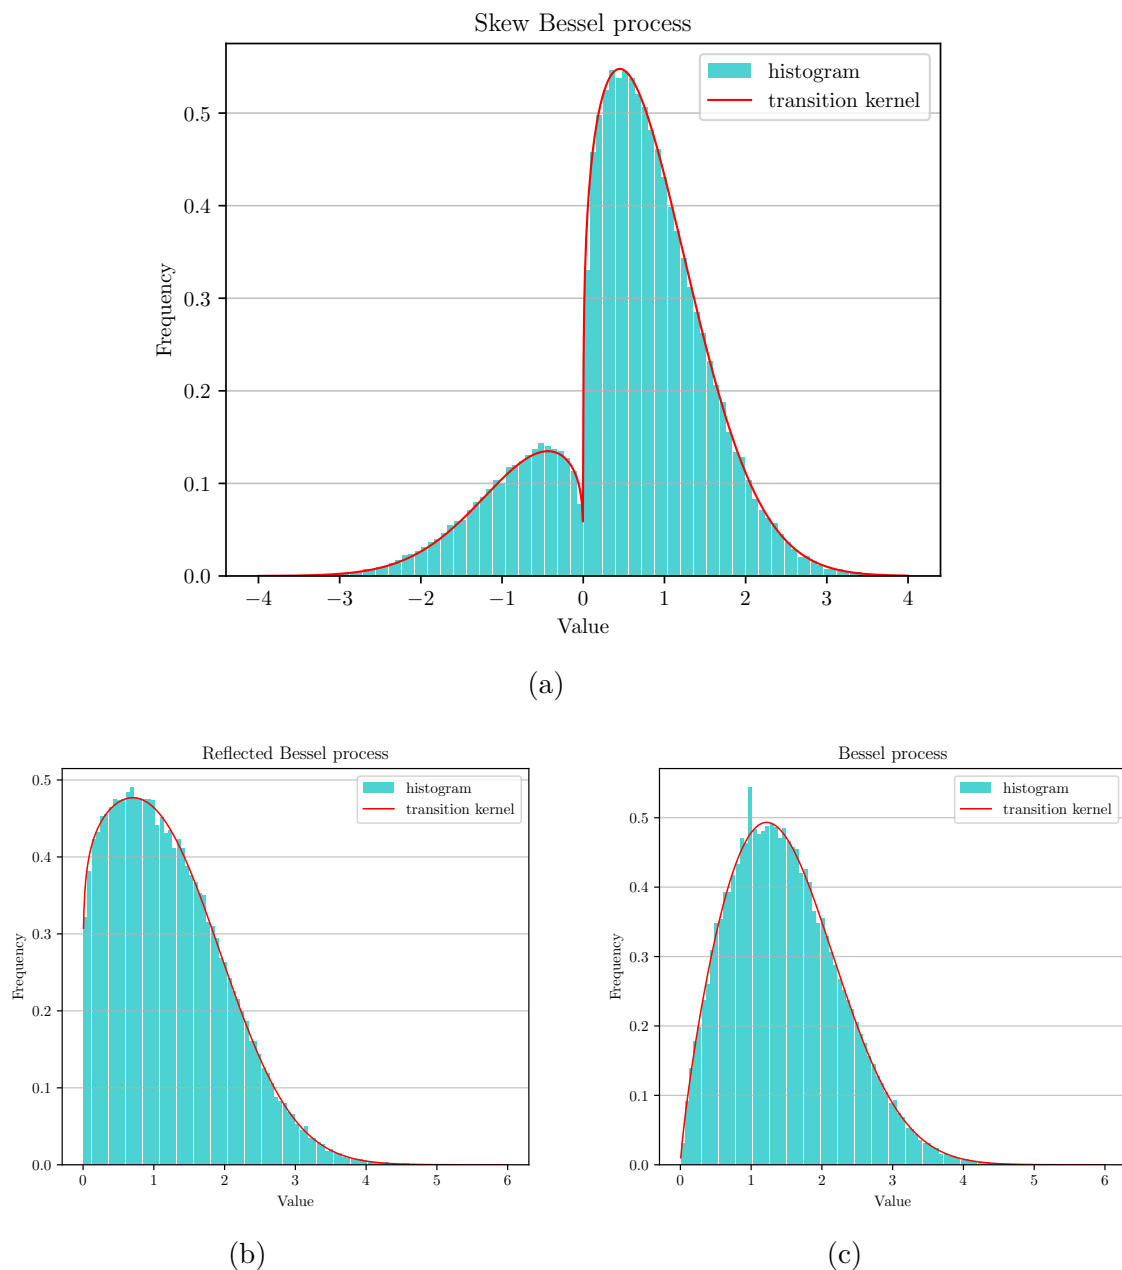 Skew Bessel process
histogram
transition kernel
Frequency
0.5
0.4
0.3
0.2
0.1
0.0
−4 −3 −2 −1 0 1 2 3 4
Value
(a)
Reflected Bessel process
histogram
transition kernel
Frequency
0.5
0.4
0.3
0.2
0.1
0.0
0 1 2 3 4 5 6
Value
(b)
Bessel process
histogram
transition kernel
Frequency
0.5
0.4
0.3
0.2
0.1
0.0
0 1 2 3 4 5 6
Value
(c)